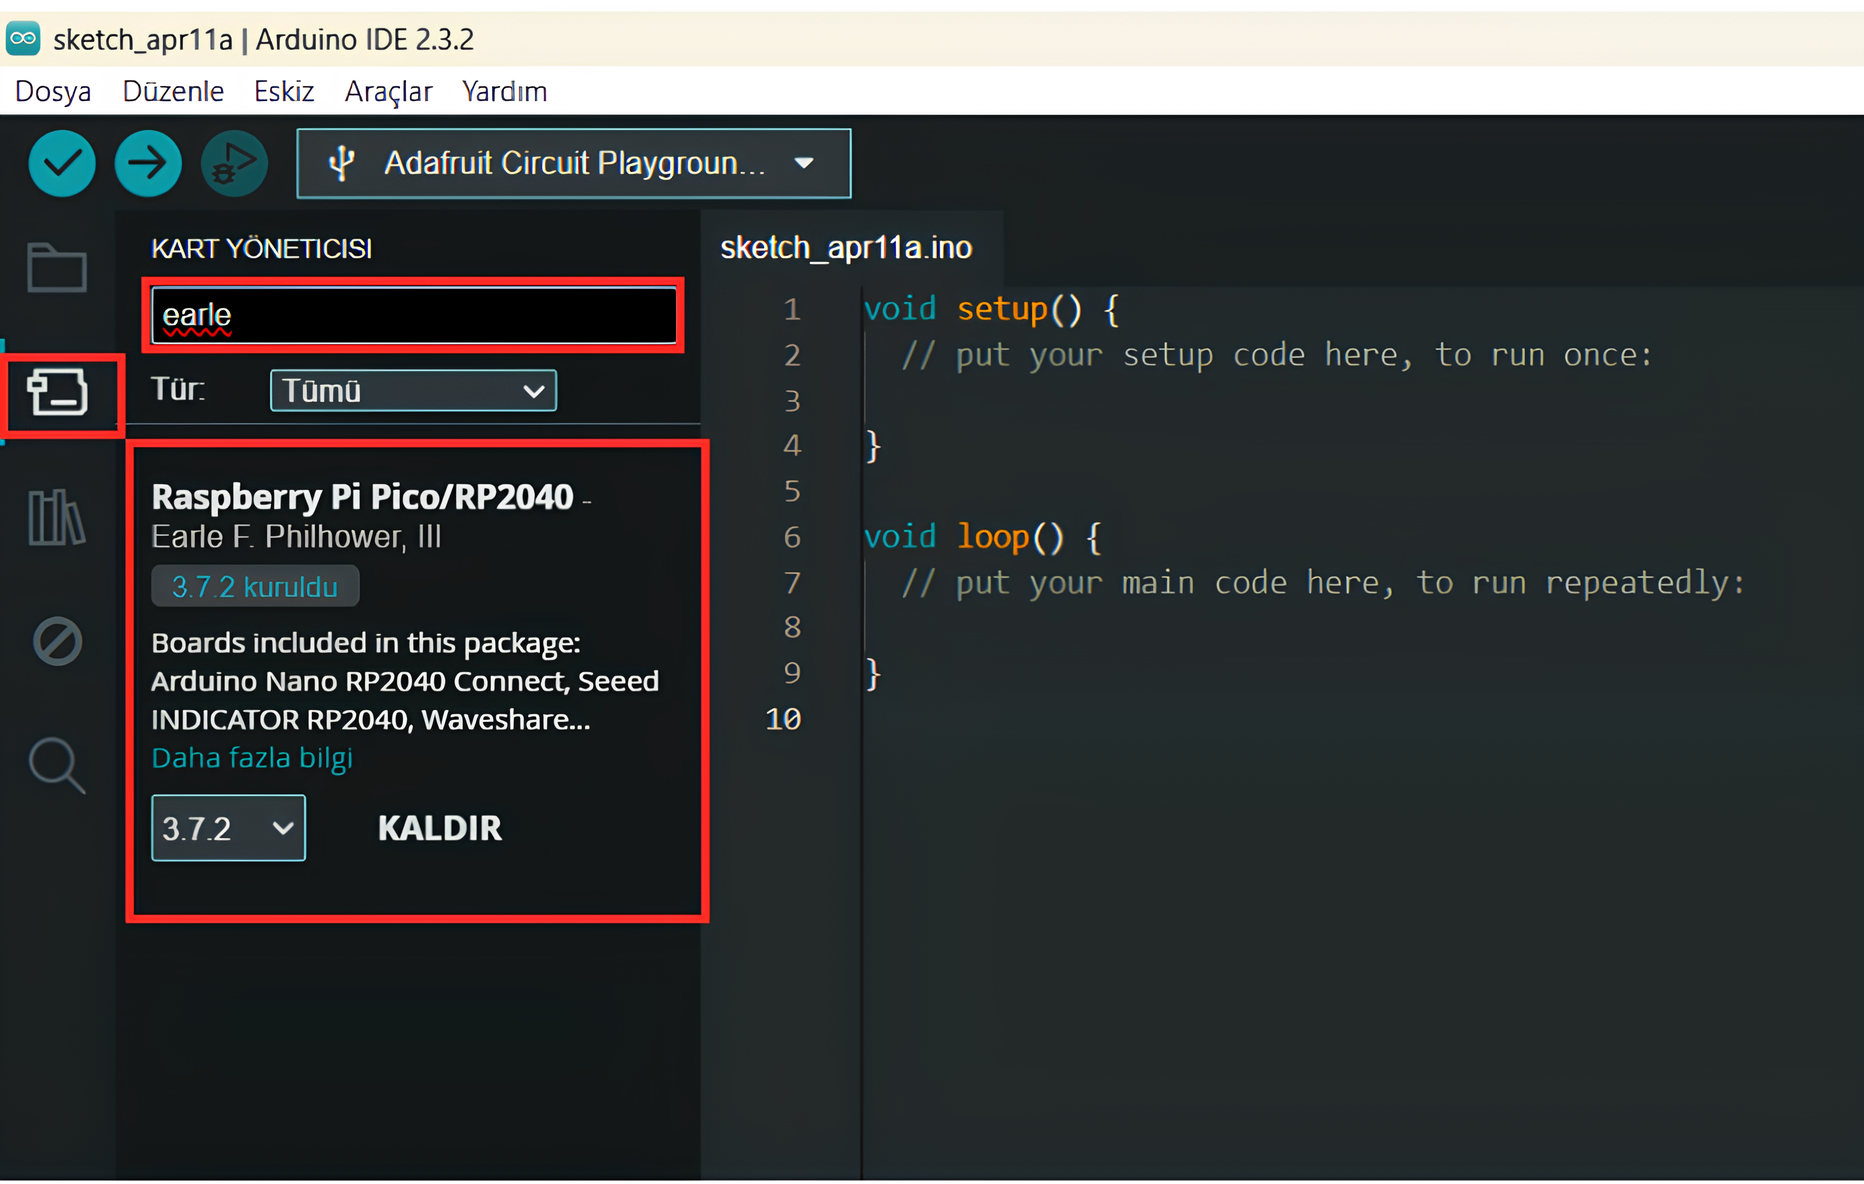 sketch_apr11a | Arduino IDE 2.3.2
Dosya Düzenle Eskiz Araçlar Yardım
Adafruit Circuit Playgroun...
KART YÖNETICISI
earle
Tür: Tümü
Raspberry Pi Pico/RP2040 -
Earle F. Philhower, III
3.7.2 kuruldu
Boards included in this package:
Arduino Nano RP2040 Connect, Seeed
INDICATOR RP2040, Waveshare...
Daha fazla bilgi
3.7.2 KALDIR
sketch_apr11a.ino
1 void setup() {
2 // put your setup code here, to run once:
3
4 }
5
6 void loop() {
7 // put your main code here, to run repeatedly:
8
9 }
10